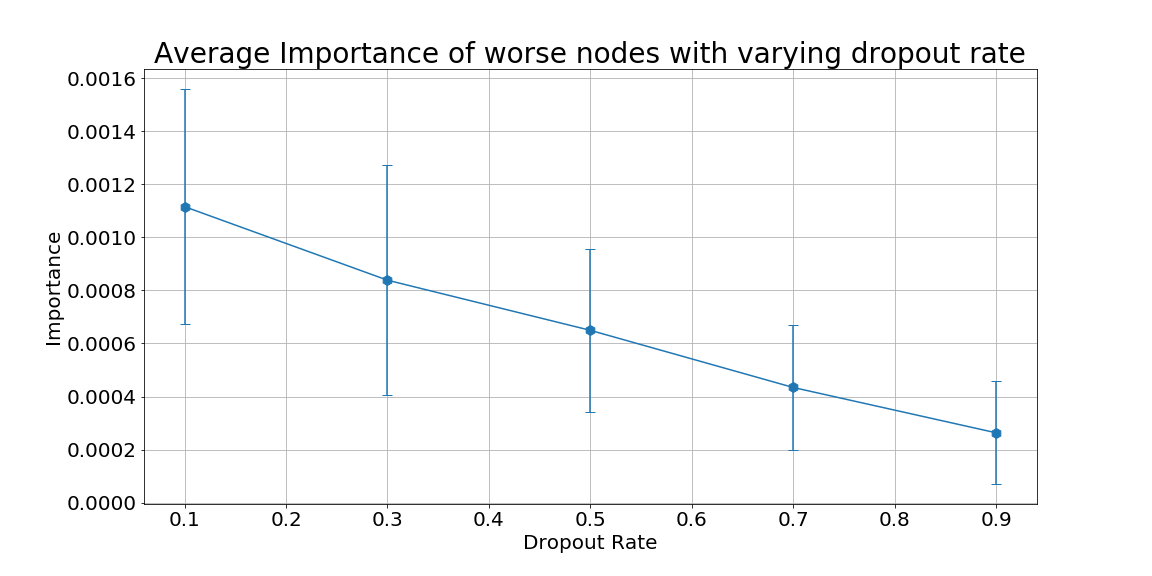 Average Importance of worse nodes with varying dropout rate
0.0016
0.0014
0.0012
0.0010
0.0008
0.0006
0.0004
0.0002
0.0000
Importance
0.1 0.2 0.3 0.4 0.5 0.6 0.7 0.8 0.9
Dropout Rate